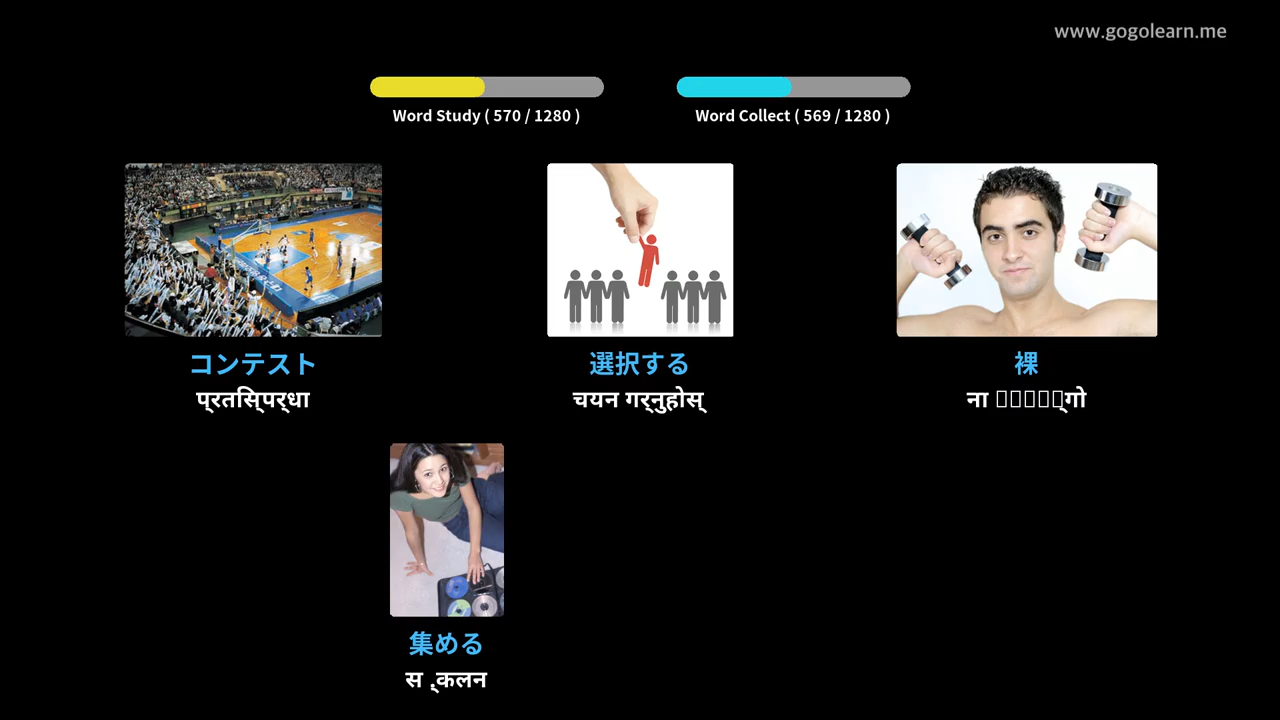 www.gogolearn.me
Word Study ( 570 / 1280 )
Word Collect ( 569 / 1280 )
コンテスト
प्रतिस्पर्धा
選択する
चयन गर्नुहोस्
裸
ना
集める